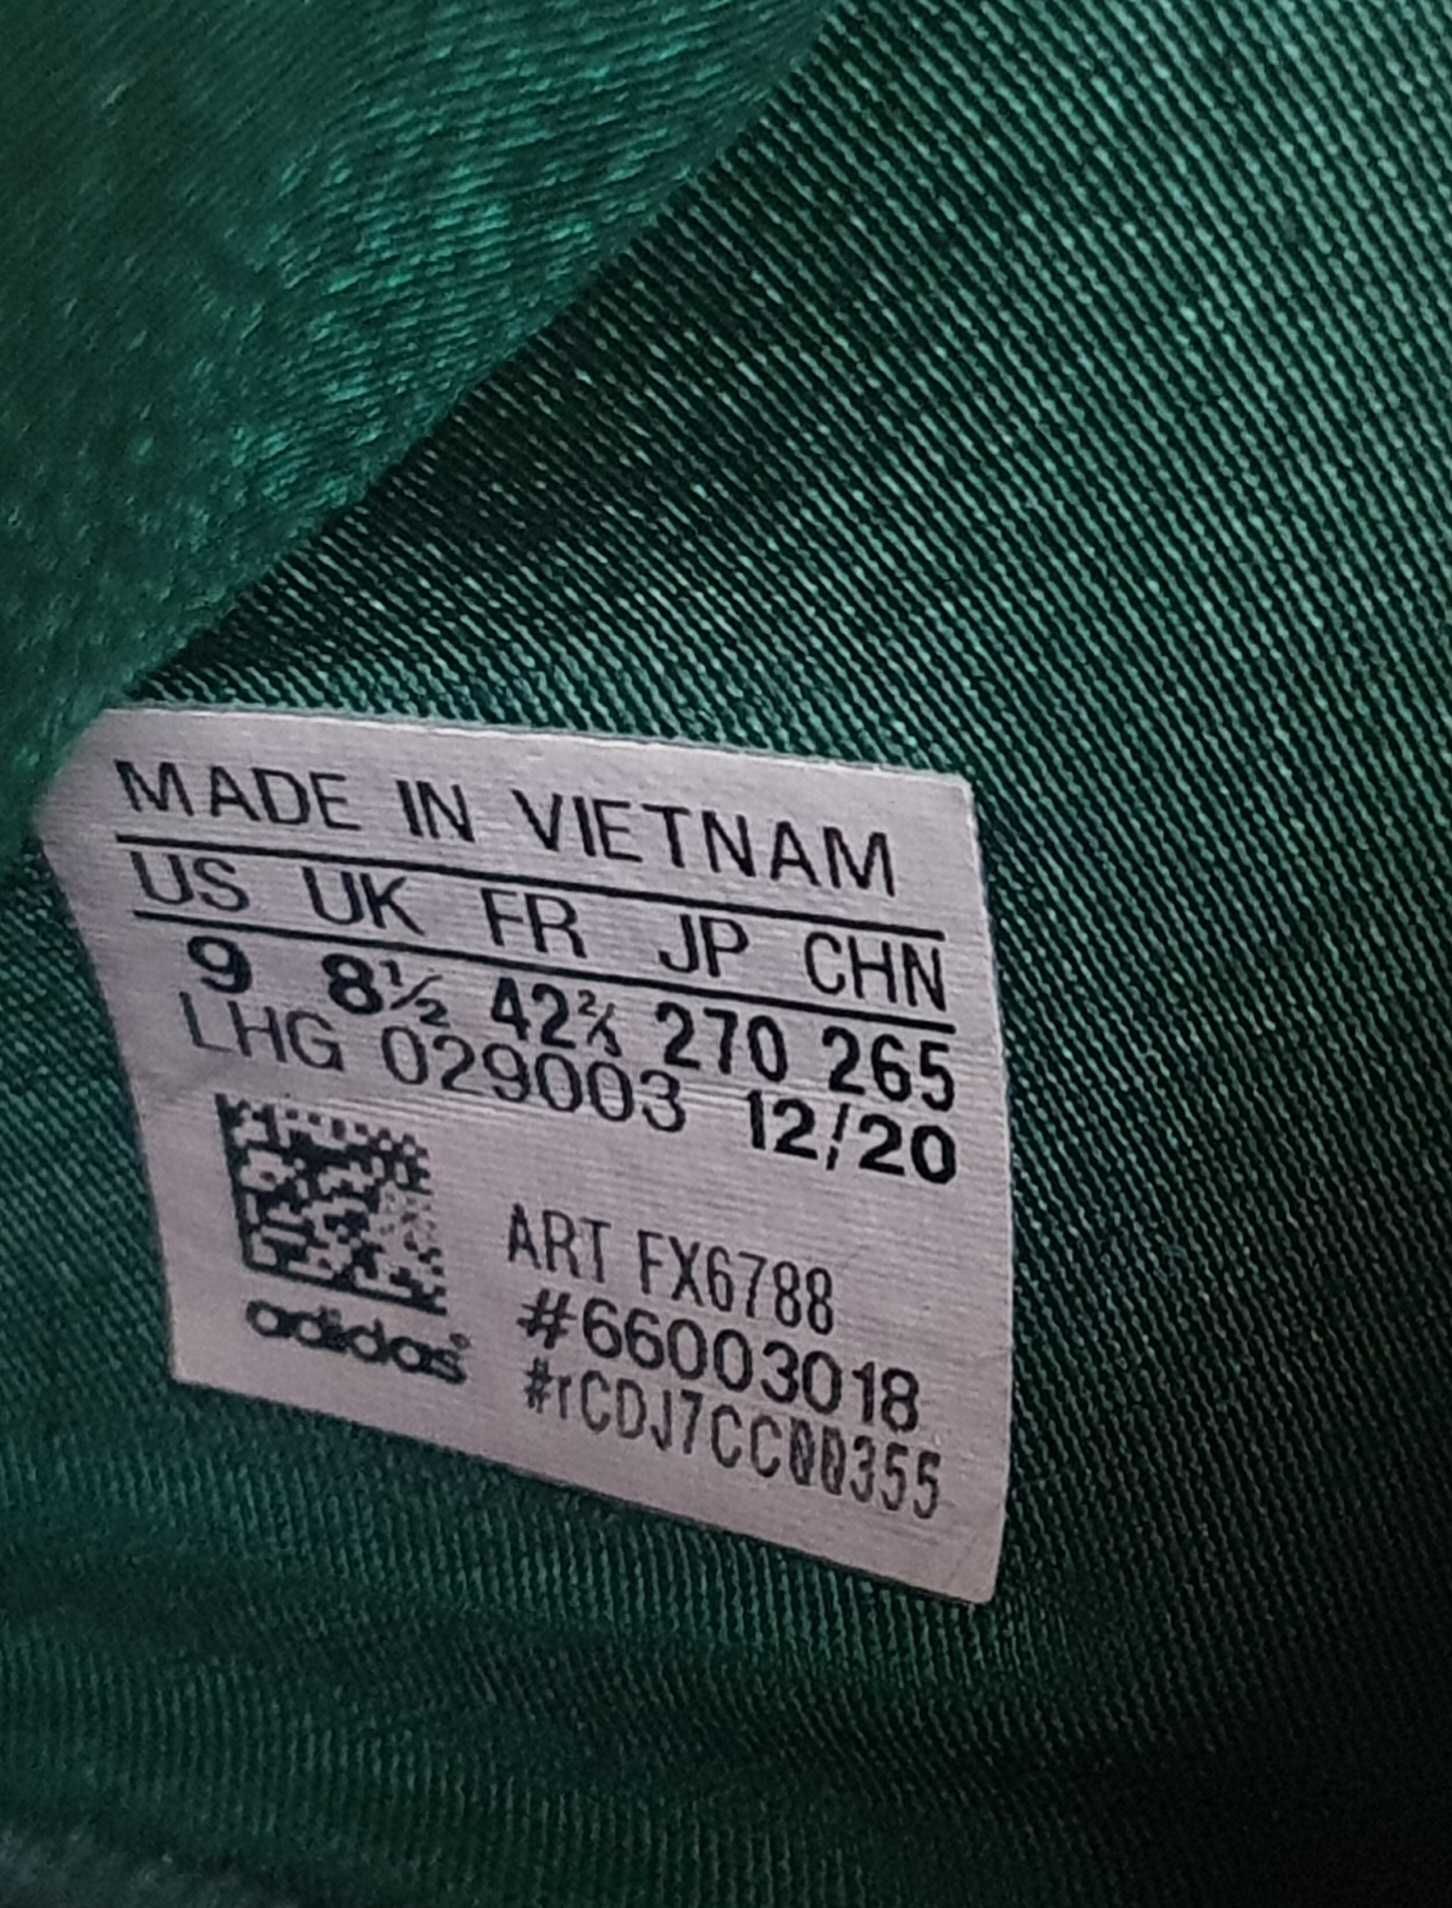 MADE IN VIETNAM
US UK FR JP CHN
9 8½ 42⅔ 270 265
LHG 029003 12/20
ART FX6788
#66003018
adidas
#rCDJ7CC00355